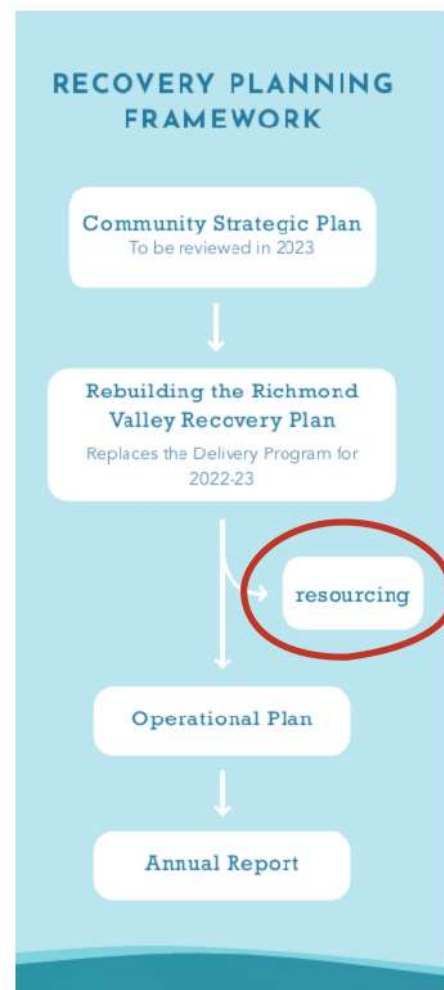 RECOVERY PLANNING
FRAMEWORK
Community Strategic Plan
To be reviewed in 2023
Rebuilding the Richmond
Valley Recovery Plan
Replaces the Delivery Program for
2022-23
resourcing
Operational Plan
Annual Report